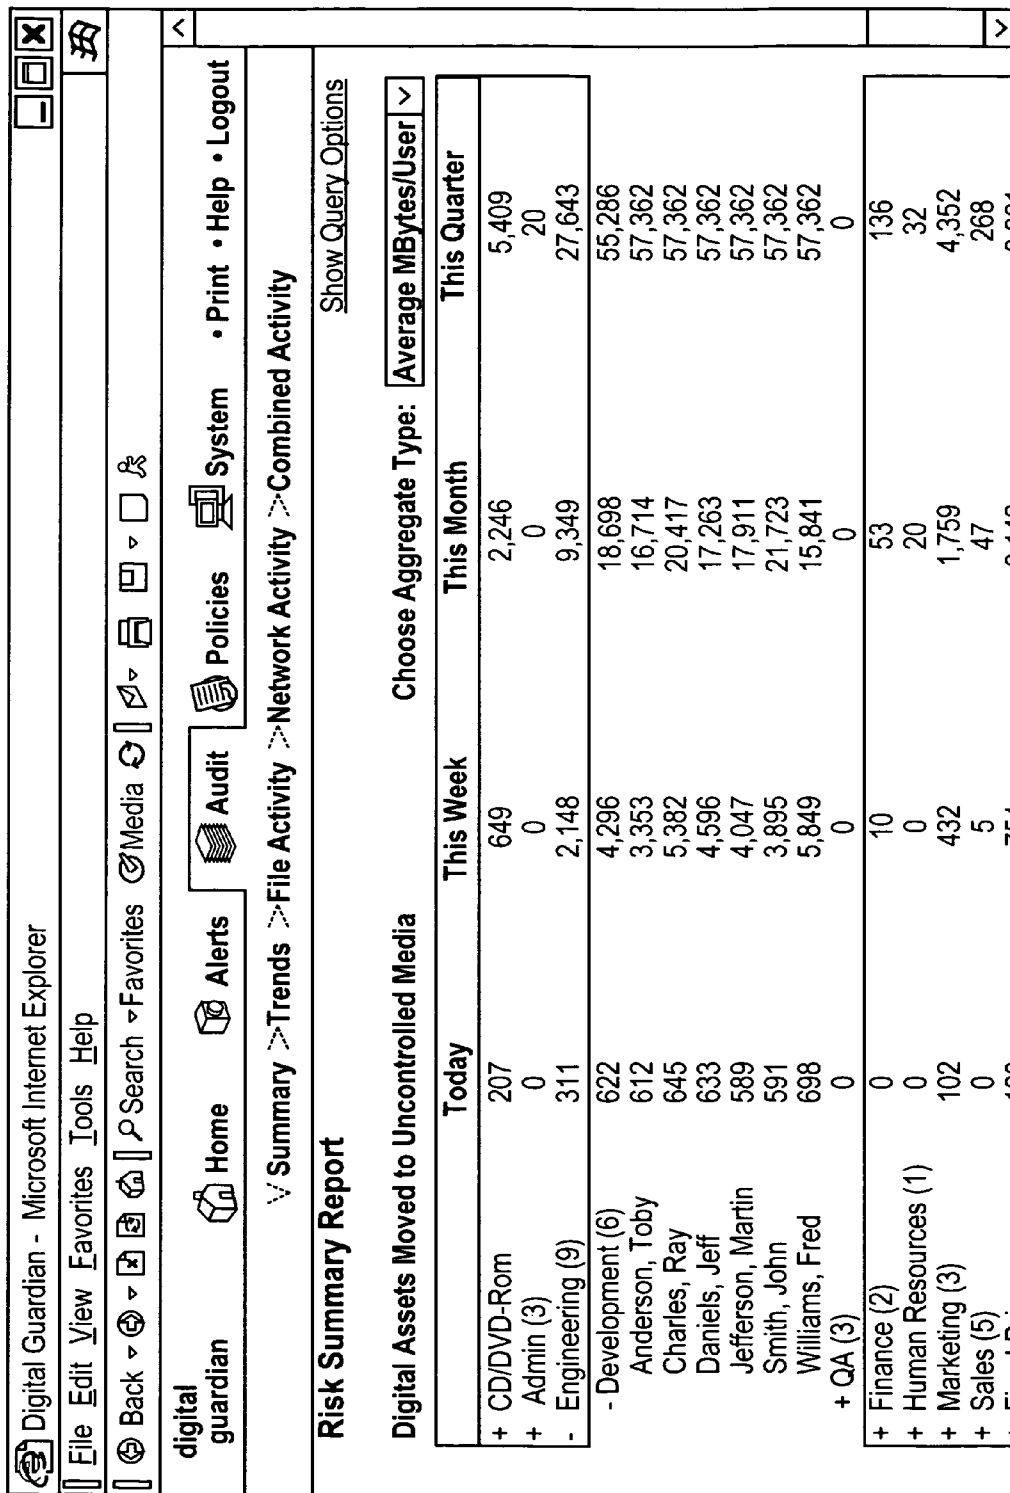 Digital Guardian - Microsoft Internet Explorer
File Edit View Favorites Tools Help
Back Search Favorites Media
digital guardian
Home Alerts Audit Policies System • Print • Help • Logout
Summary >Trends >File Activity >Network Activity >Combined Activity
Risk Summary Report Show Query Options
Digital Assets Moved to Uncontrolled Media Choose Aggregate Type: Average MBytes/User
Today This Week This Month This Quarter
+ CD/DVD-Rom 207 649 2,246 5,409
+ Admin (3) 0 0 0 20
- Engineering (9) 311 2,148 9,349 27,643
- Development (6) 622 4,296 18,698 55,286
Anderson, Toby 612 3,353 16,714 57,362
Charles, Ray 645 5,382 20,417 57,362
Daniels, Jeff 633 4,596 17,263 57,362
Jefferson, Martin 589 4,047 17,911 57,362
Smith, John 591 3,895 21,723 57,362
Williams, Fred 698 5,849 15,841 57,362
+ QA (3) 0 0 0 0
+ Finance (2) 0 10 53 136
+ Human Resources (1) 0 0 20 32
+ Marketing (3) 102 432 1,759 4,352
+ Sales (5) 0 5 47 268